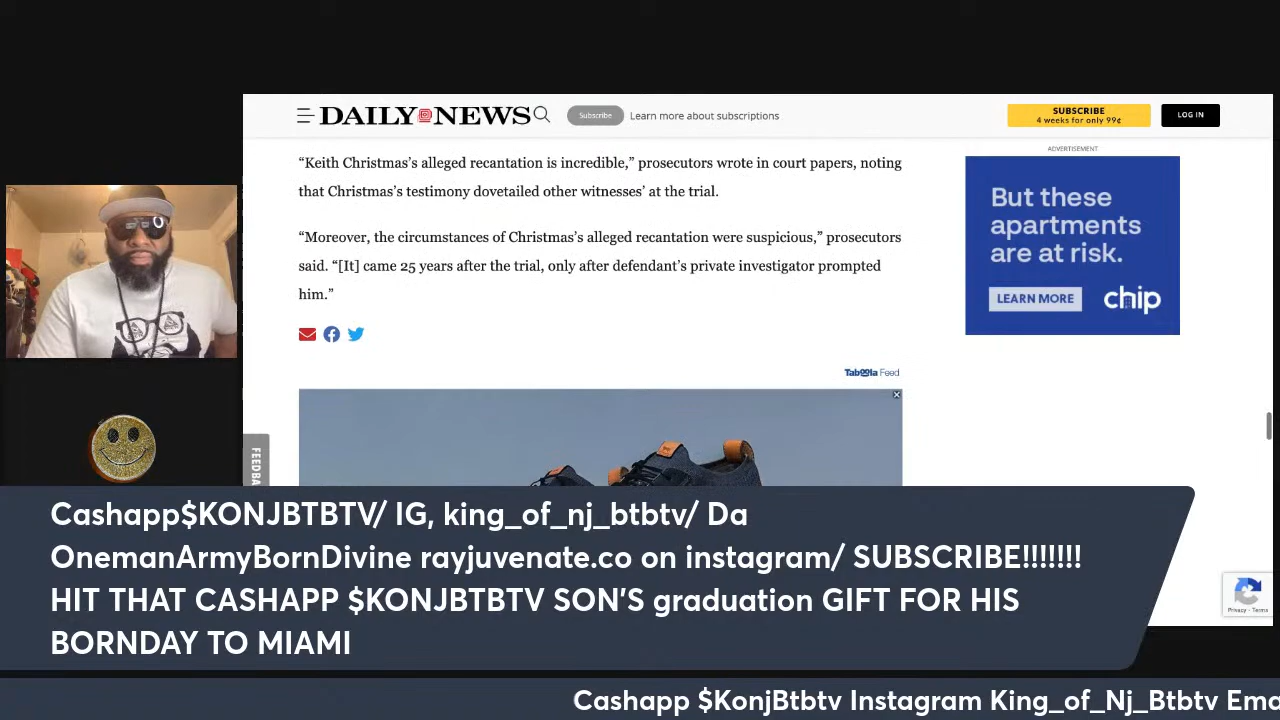 DAILY NEWS
Subscribe
Learn more about subscriptions
SUBSCRIBE
4 weeks for only 99¢
LOG IN
“Keith Christmas’s alleged recantation is incredible,” prosecutors wrote in court papers, noting
that Christmas’s testimony dovetailed other witnesses’ at the trial.
“Moreover, the circumstances of Christmas’s alleged recantation were suspicious,” prosecutors
said. “[It] came 25 years after the trial, only after defendant’s private investigator prompted
him.”
ADVERTISEMENT
But these
apartments
are at risk.
LEARN MORE
chip
Taboola Feed
FEEDBA
Privacy - Terms
Cashapp$KONJBTBTV/ IG, king_of_nj_btbtv/ Da
OnemanArmyBornDivine rayjuvenate.co on instagram/ SUBSCRIBE!!!!!!!
HIT THAT CASHAPP $KONJBTBTV SON'S graduation GIFT FOR HIS
BORNDAY TO MIAMI
Cashapp $KonjBtbtv Instagram King_of_Nj_Btbtv Ema